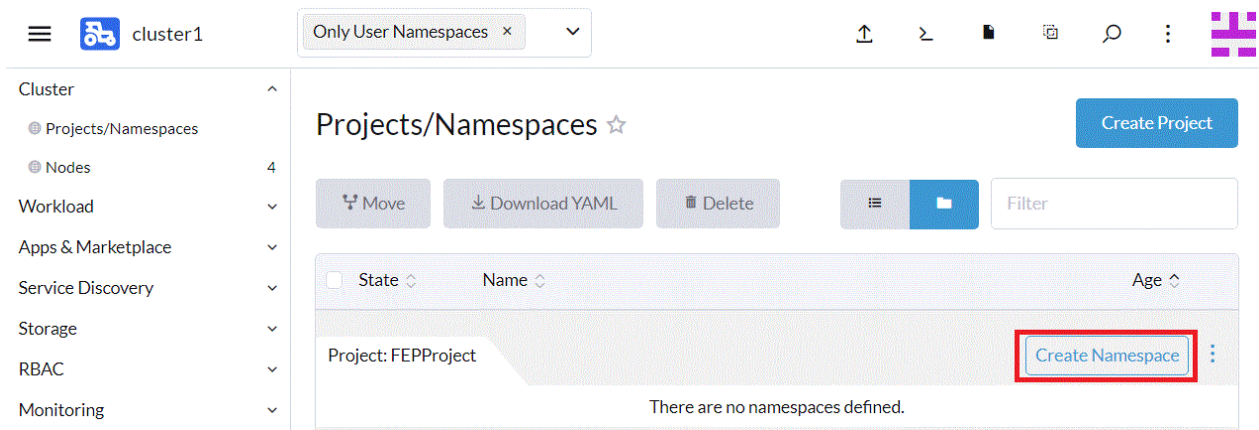 cluster1
Only User Namespaces ×
Cluster
Projects/Namespaces
Nodes 4
Workload
Apps & Marketplace
Service Discovery
Storage
RBAC
Monitoring
Projects/Namespaces
Create Project
Move
Download YAML
Delete
Filter
State Name Age
Project: FEPProject
Create Namespace
There are no namespaces defined.